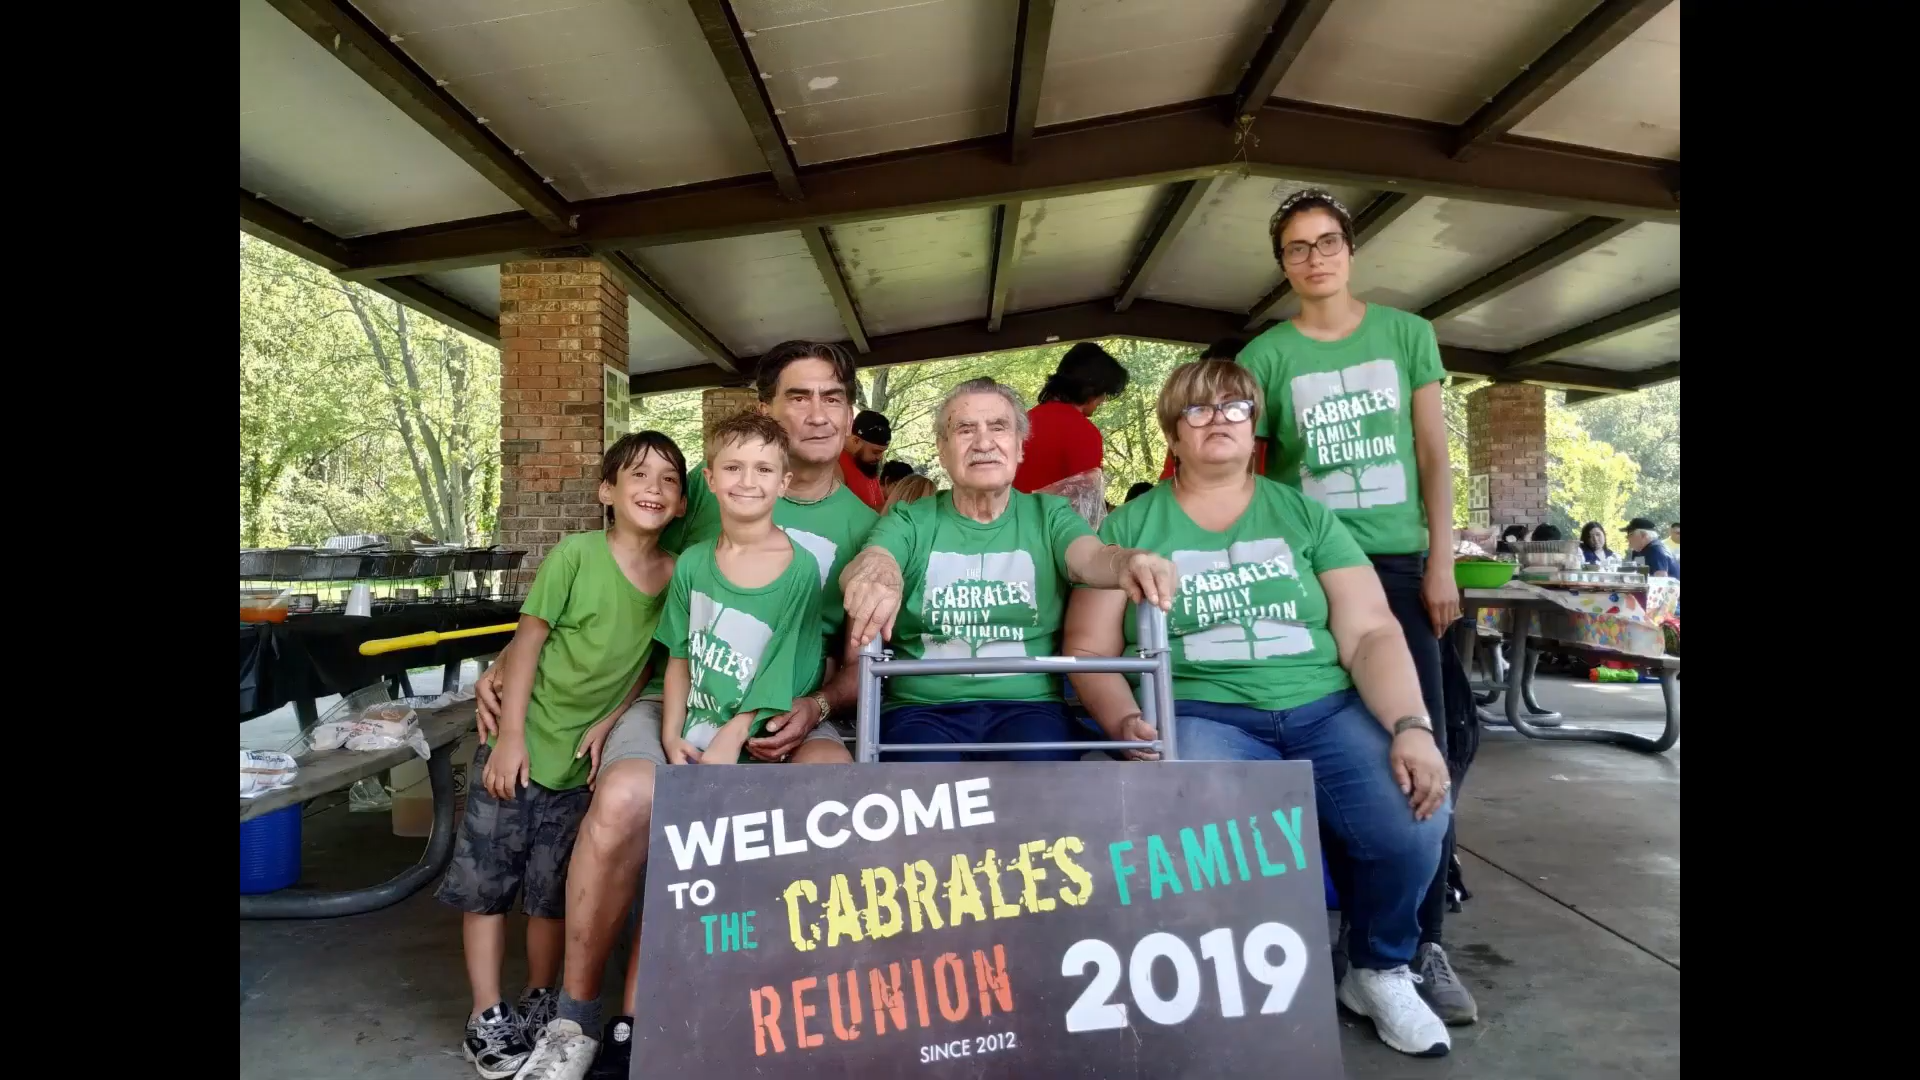 THE
CABRALES
FAMILY
REUNION
THE
CABRALES
FAMILY
REUNION
THE
CABRALES
FAMILY
REUNION
WELCOME
TO
THE CABRALES FAMILY
REUNION 2019
SINCE 2012